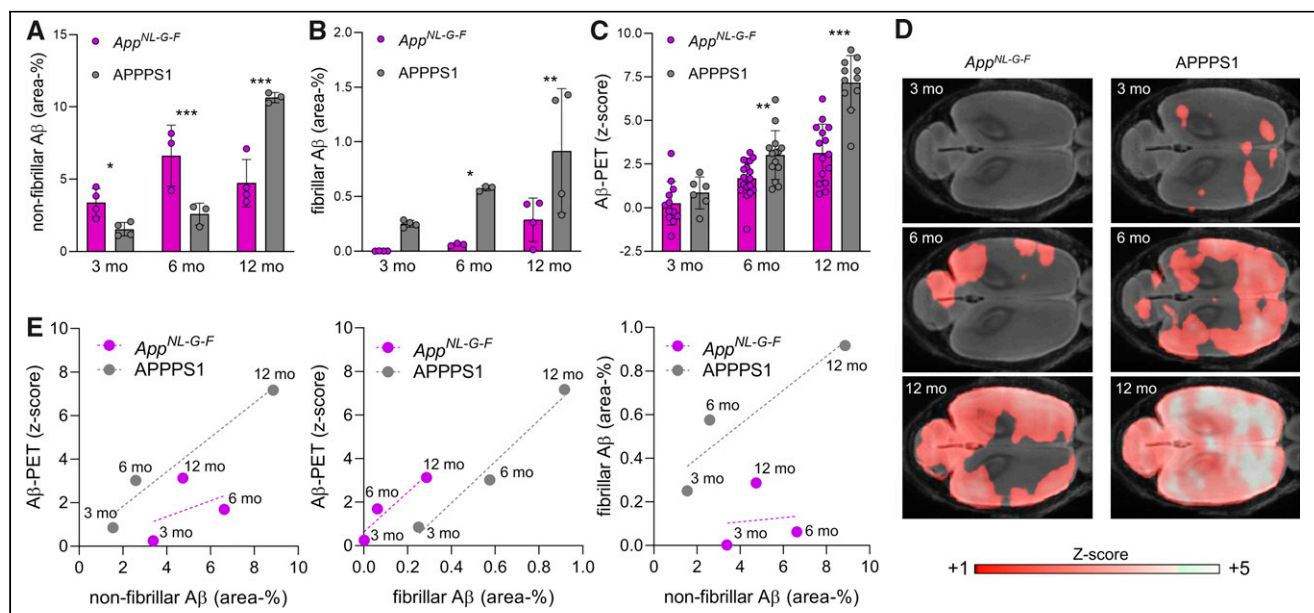 A
non-fibrillar Aβ (area-%)
15
10
5
0
App^NL-G-F
APPPS1
*
***
***
3 mo
6 mo
12 mo
B
fibrillar Aβ (area-%)
2.0
1.5
1.0
0.5
0.0
App^NL-G-F
APPPS1
*
**
3 mo
6 mo
12 mo
C
Aβ-PET (z-score)
10.0
7.5
5.0
2.5
0.0
-2.5
App^NL-G-F
APPPS1
**
***
3 mo
6 mo
12 mo
D
App^NL-G-F
APPPS1
3 mo
3 mo
6 mo
6 mo
12 mo
12 mo
Z-score
+1
+5
E
Aβ-PET (z-score)
10
8
6
4
2
0
App^NL-G-F
APPPS1
12 mo
6 mo
12 mo
3 mo
6 mo
3 mo
0
2
4
6
8
10
non-fibrillar Aβ (area-%)
Aβ-PET (z-score)
10
8
6
4
2
0
App^NL-G-F
APPPS1
12 mo
12 mo
6 mo
6 mo
3 mo
3 mo
0.0
0.2
0.4
0.6
0.8
1.0
fibrillar Aβ (area-%)
fibrillar Aβ (area-%)
1.0
0.8
0.6
0.4
0.2
0.0
App^NL-G-F
APPPS1
12 mo
6 mo
3 mo
12 mo
3 mo
6 mo
0
2
4
6
8
10
non-fibrillar Aβ (area-%)